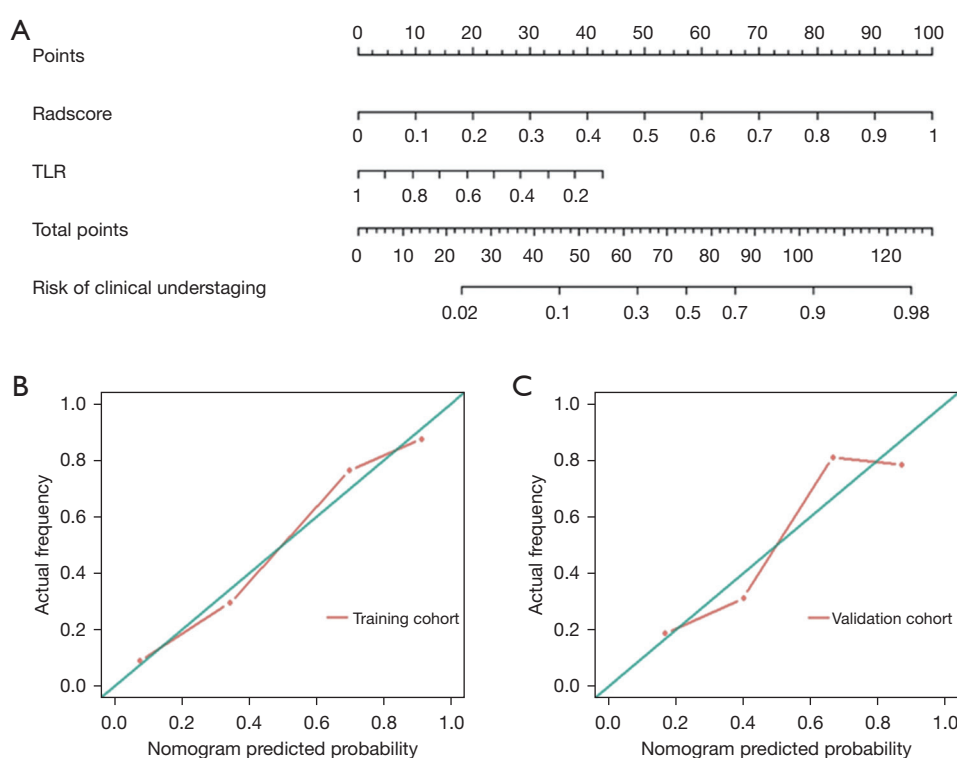 A
Points
0 10 20 30 40 50 60 70 80 90 100
Radscore
0 0.1 0.2 0.3 0.4 0.5 0.6 0.7 0.8 0.9 1
TLR
1 0.8 0.6 0.4 0.2
Total points
0 10 20 30 40 50 60 70 80 90 100 120
Risk of clinical understaging
0.02 0.1 0.3 0.5 0.7 0.9 0.98
B
1.0
0.8
0.6
0.4
0.2
0.0
Actual frequency
Training cohort
0.0 0.2 0.4 0.6 0.8 1.0
Nomogram predicted probability
C
1.0
0.8
0.6
0.4
0.2
0.0
Actual frequency
Validation cohort
0.0 0.2 0.4 0.6 0.8 1.0
Nomogram predicted probability